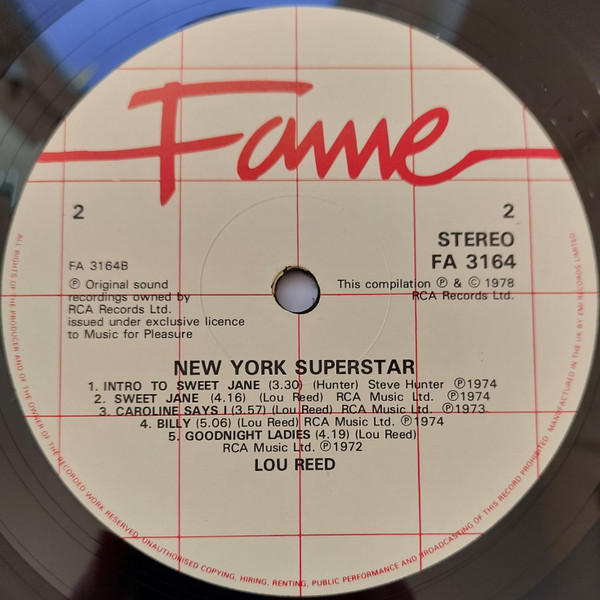 Fame
2
2
STEREO
FA 3164
FA 3164B
℗ Original sound
recordings owned by
RCA Records Ltd.
issued under exclusive licence
to Music for Pleasure
This compilation ℗ & © 1978
RCA Records Ltd.
NEW YORK SUPERSTAR
1. INTRO TO SWEET JANE (3.30) (Hunter) Steve Hunter ℗1974
2. SWEET JANE (4.16) (Lou Reed) RCA Music Ltd. ℗1974
3. CAROLINE SAYS I (3.57) (Lou Reed) RCA Music Ltd. ℗1973
4. BILLY (5.06) (Lou Reed) RCA Music Ltd. ℗1974
5. GOODNIGHT LADIES (4.19) (Lou Reed)
RCA Music Ltd. ℗1972
LOU REED
ALL RIGHTS OF THE PRODUCER AND OF THE OWNER OF THE RECORDED WORK RESERVED. UNAUTHORISED COPYING, HIRING, RENTING, PUBLIC PERFORMANCE AND BROADCASTING OF THIS RECORD PROHIBITED. MANUFACTURED IN THE UK BY EMI RECORDS LIMITED.